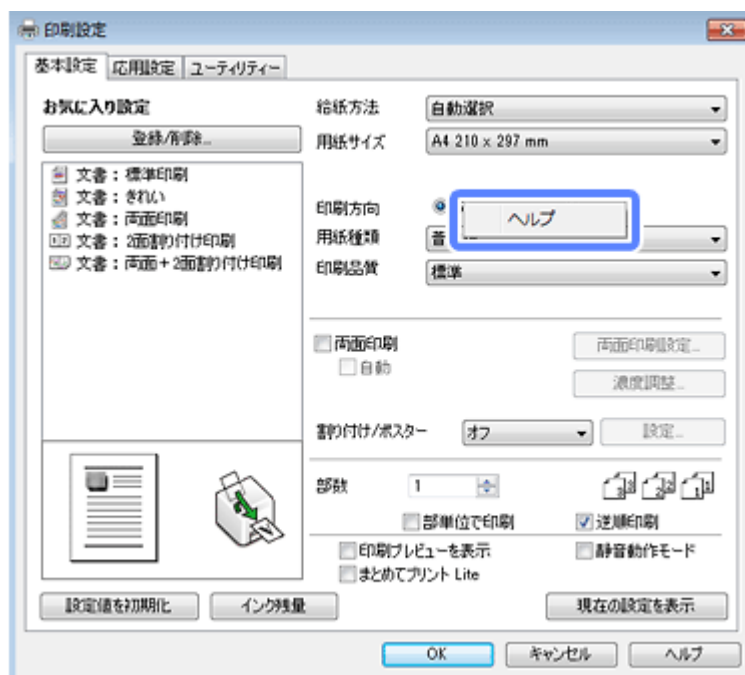 印刷設定
基本設定 応用設定 ユーティリティー
お気に入り設定
登録/削除...
文書：標準印刷
文書：きれい
文書：両面印刷
文書：2面割り付け印刷
文書：両面＋2面割り付け印刷
給紙方法 自動選択
用紙サイズ A4 210 x 297 mm
印刷方向
ヘルプ
用紙種類 普
印刷品質 標準
両面印刷 両面印刷設定...
自動
濃度調整...
割り付け/ポスター オフ 設定...
部数 1
部単位で印刷 逆順印刷
印刷プレビューを表示 静音動作モード
まとめてプリント Lite
設定値を初期化 インク残量 現在の設定を表示
OK キャンセル ヘルプ